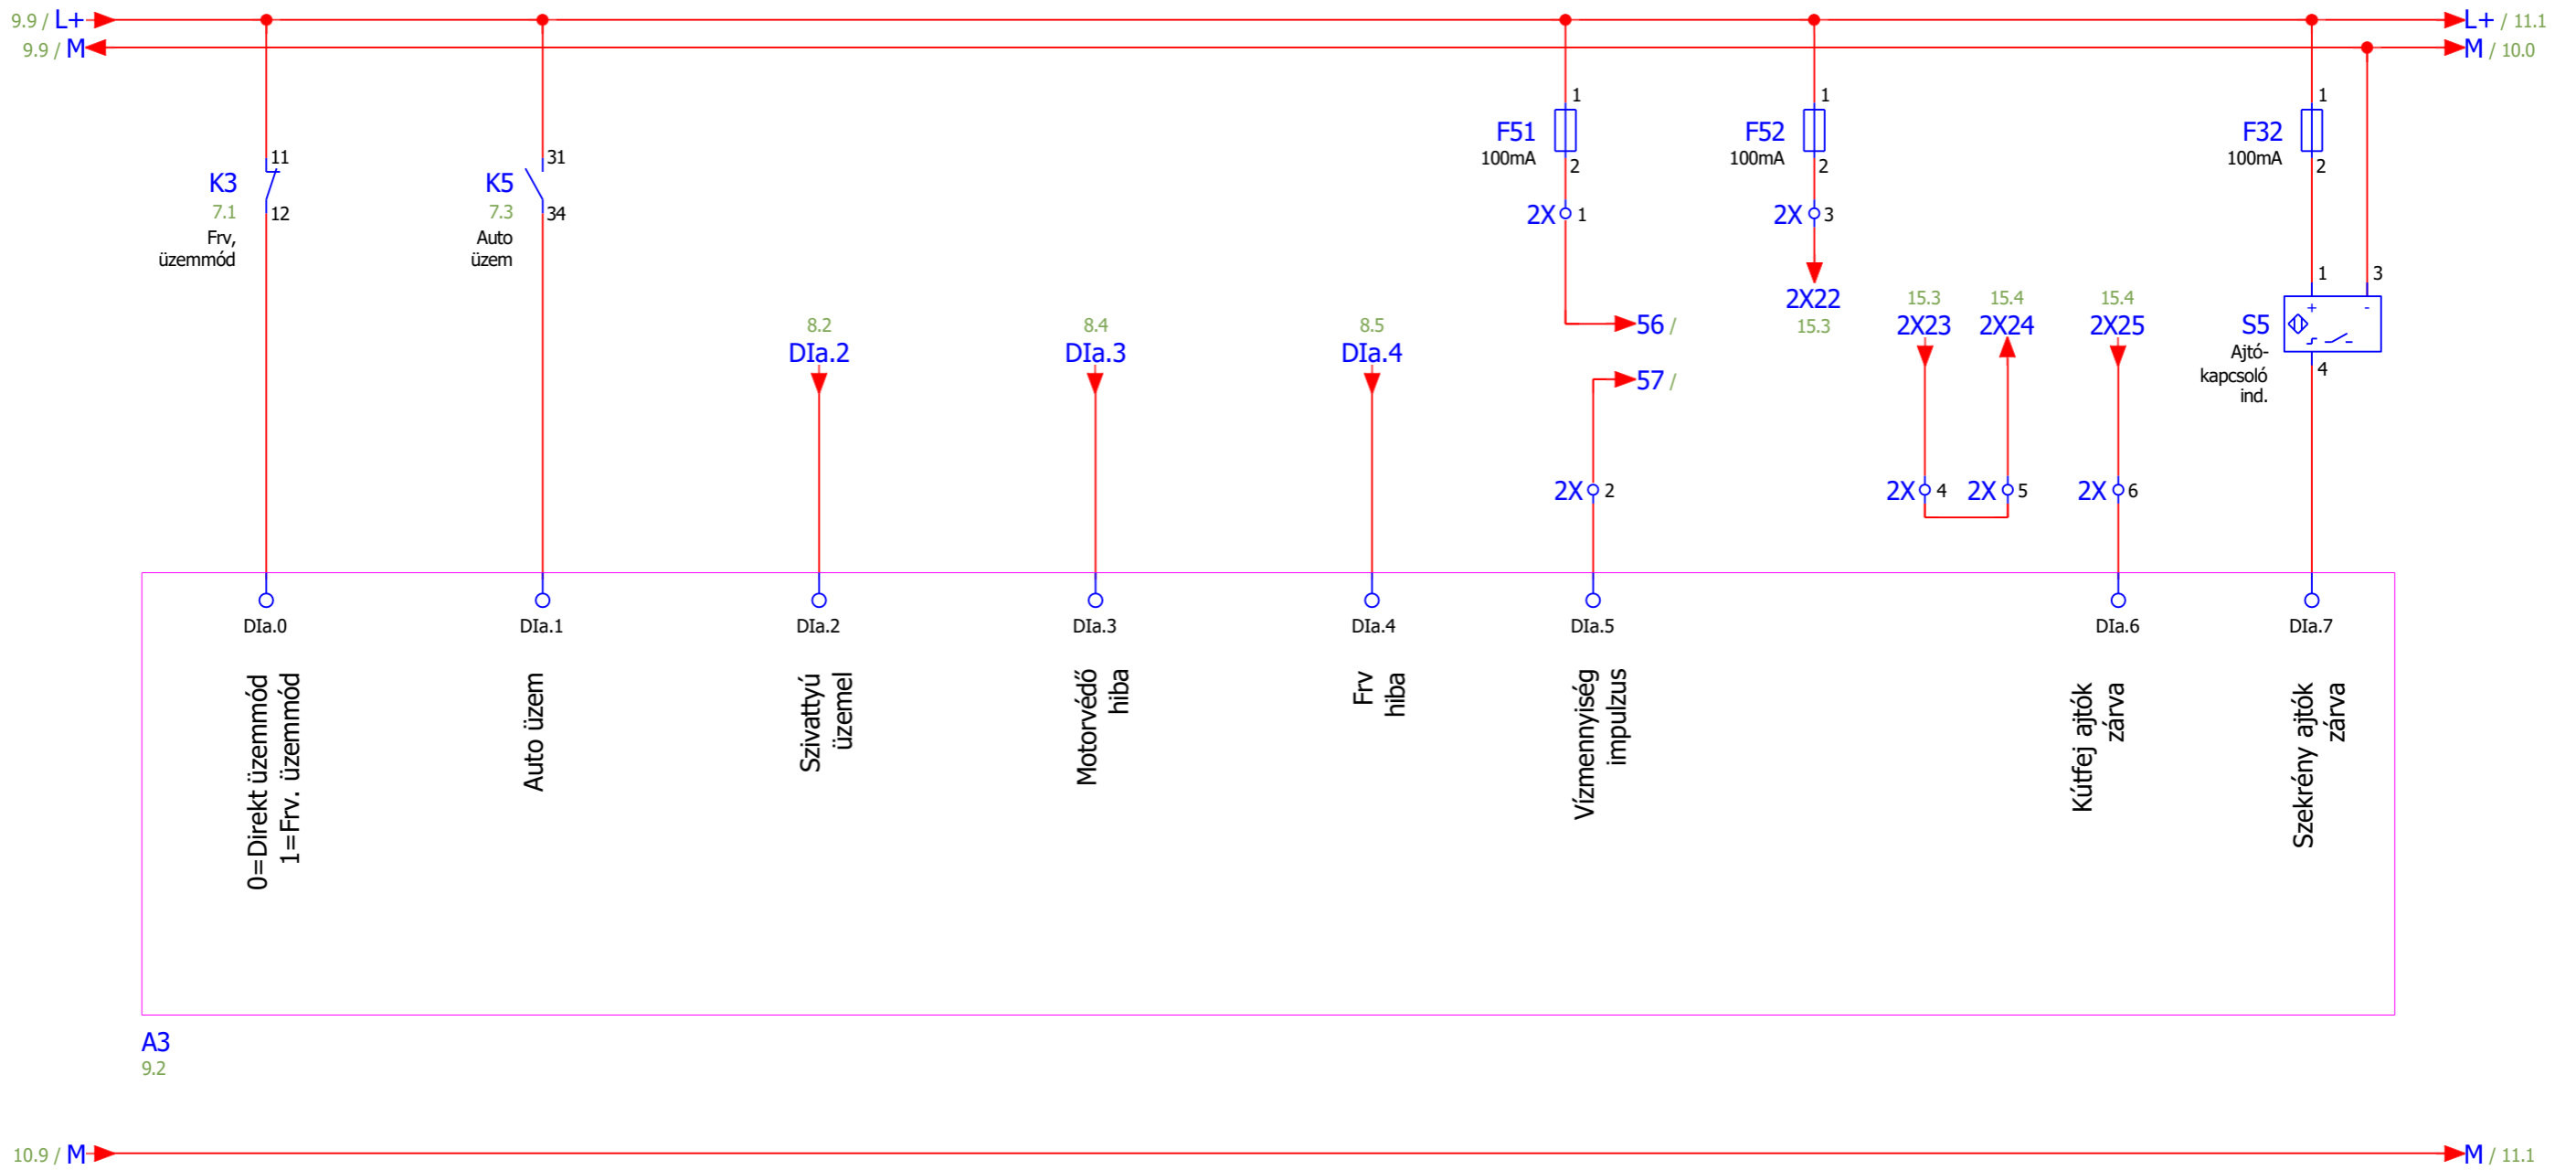 9.9 / L+
L+ / 11.1
9.9 / M
M / 10.0
K3
7.1
Frv,
üzemmód
11
12
K5
7.3
Auto
üzem
31
34
8.2
DIa.2
8.4
DIa.3
8.5
DIa.4
F51
100mA
1
2
2X 1
56 /
57 /
2X 2
F52
100mA
1
2
2X 3
2X22
15.3
15.3
2X23
2X 4
15.4
2X24
2X 5
15.4
2X25
2X 6
F32
100mA
1
2
1
3
+
-
S5
Ajtó-
kapcsoló
ind.
4
DIa.0
DIa.1
DIa.2
DIa.3
DIa.4
DIa.5
DIa.6
DIa.7
0=Direkt üzemmód
1=Frv. üzemmód
Auto üzem
Szivattyú
üzemel
Motorvédő
hiba
Frv
hiba
Vízmennyiség
impulzus
Kútfej ajtók
zárva
Szekrény ajtók
zárva
A3
9.2
10.9 / M
M / 11.1